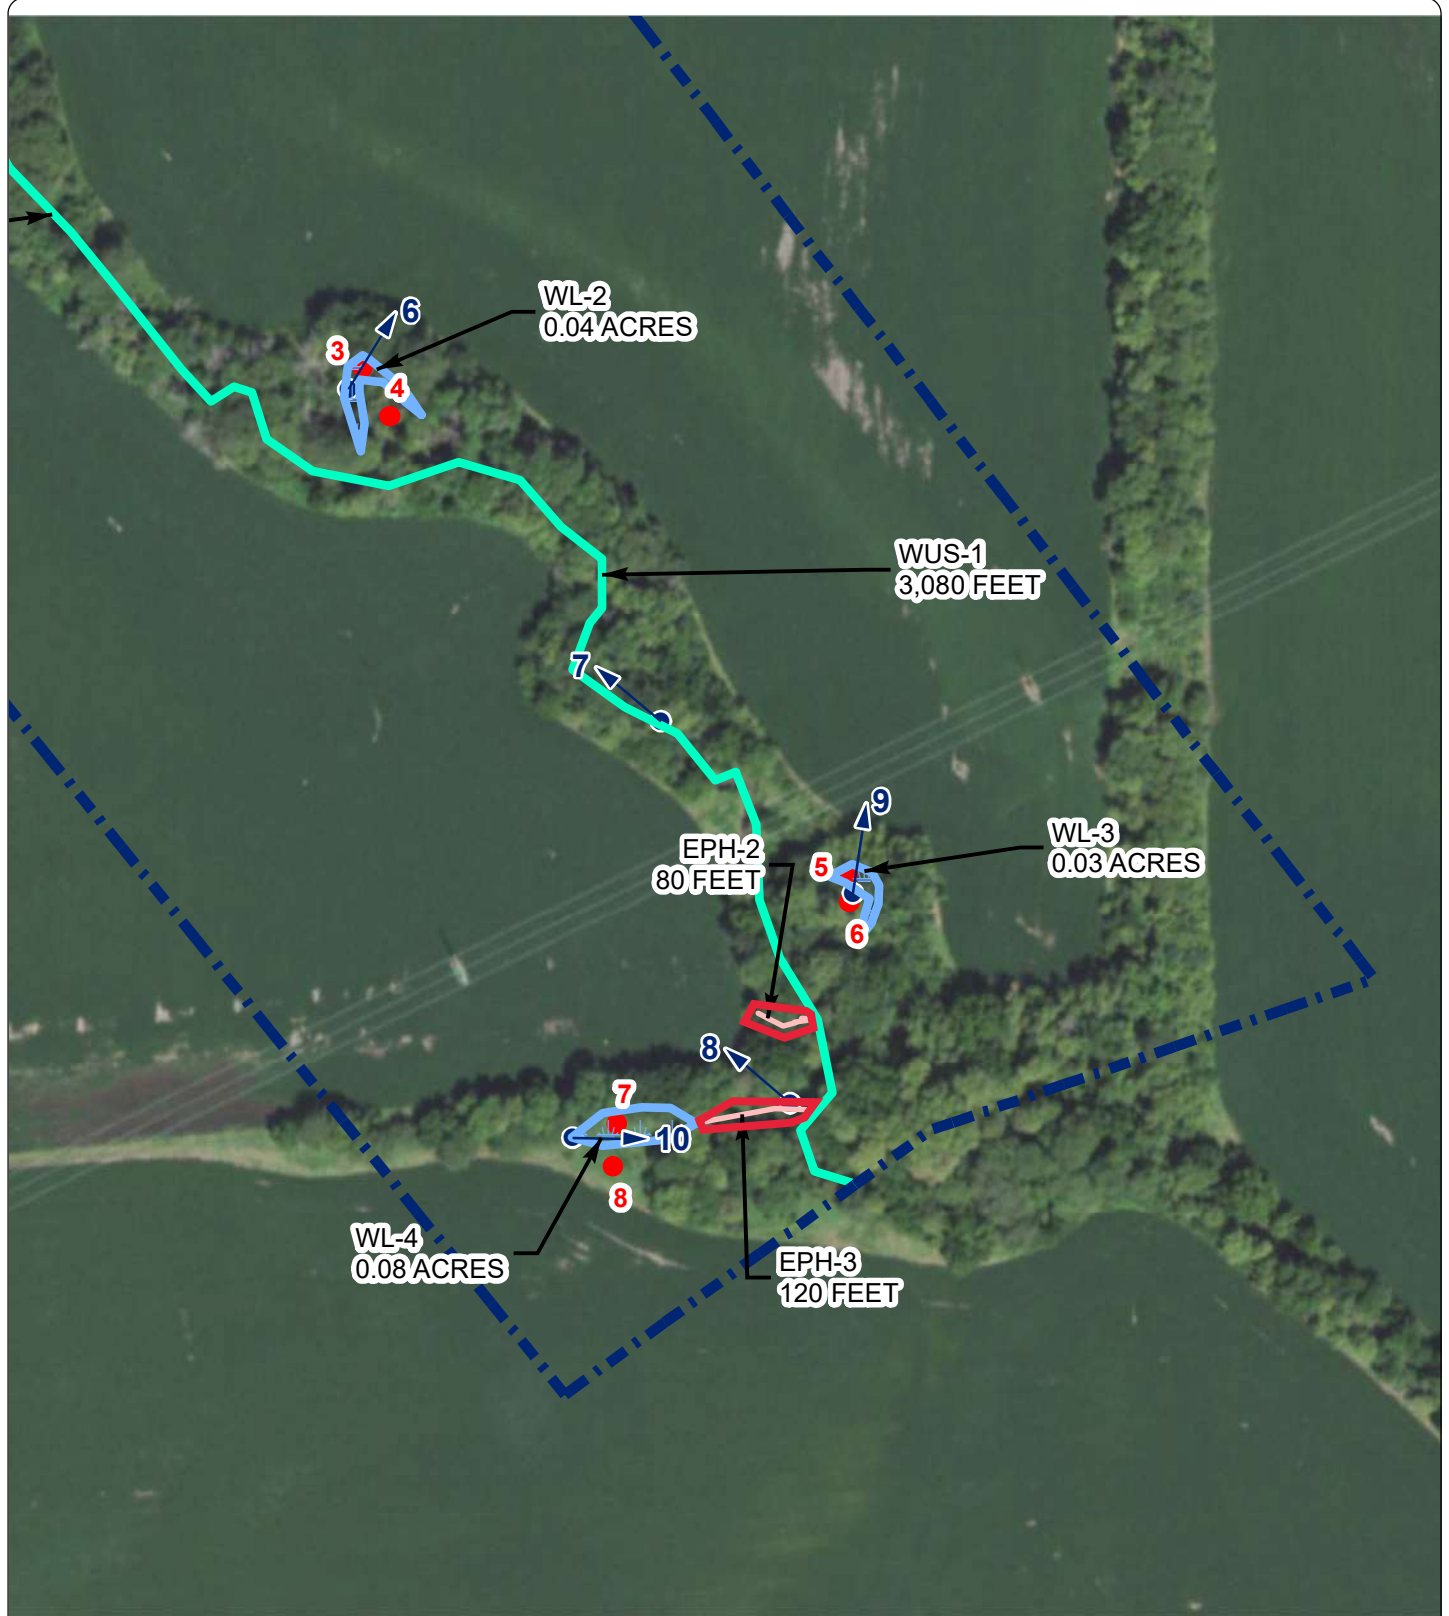 6
WL-2
0.04 ACRES
3
4
WUS-1
3,080 FEET
7
9
WL-3
0.03 ACRES
EPH-2
80 FEET
5
6
8
7
10
8
WL-4
0.08 ACRES
EPH-3
120 FEET